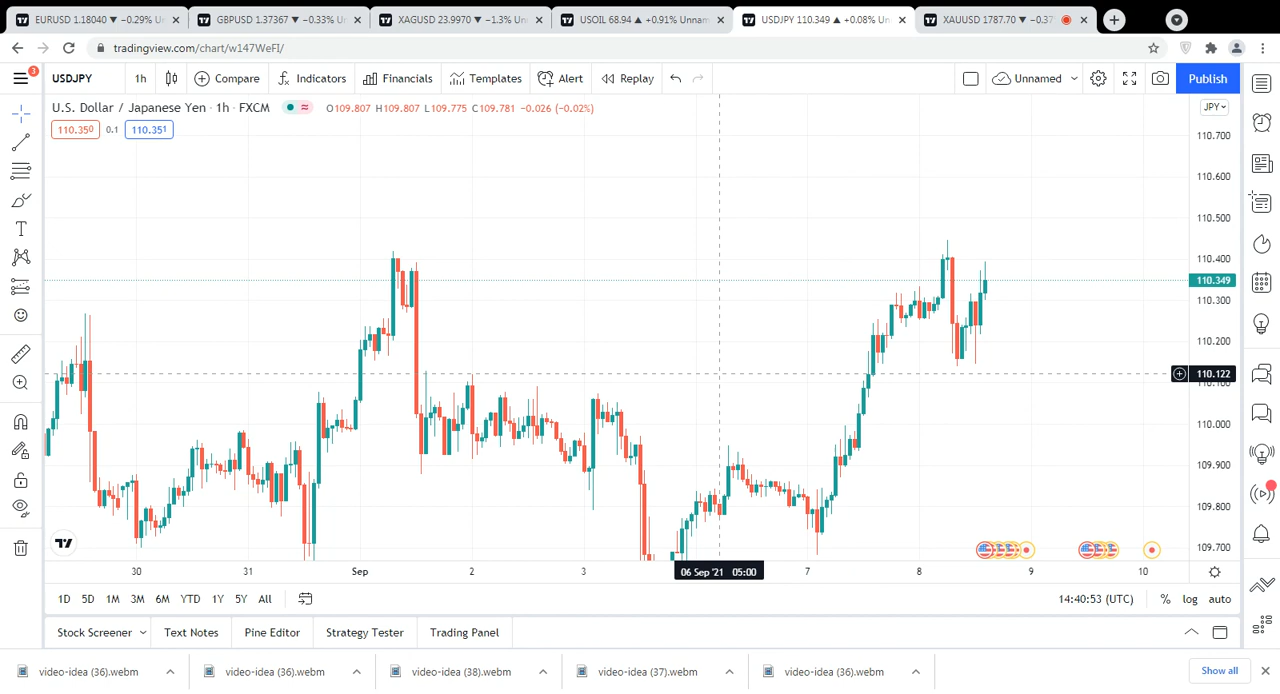 EURUSD 1.18040 ▼ −0.29% Un
GBPUSD 1.37367 ▼ −0.33% Unn
XAGUSD 23.9970 ▼ −1.3% Unn
USOIL 68.94 ▲ +0.91% Unnam
USDJPY 110.349 ▲ +0.08% Un
XAUUSD 1787.70 ▼ −0.37
tradingview.com/chart/w147WeFI/
3
USDJPY
1h
Compare
Indicators
Financials
Templates
Alert
Replay
Unnamed
Publish
U.S. Dollar / Japanese Yen · 1h · FXCM
O109.807 H109.807 L109.775 C109.781 −0.026 (−0.02%)
JPY
110.350 0.1 110.351
110.700
110.600
110.500
110.400
110.349
110.300
110.200
110.122
110.000
109.900
109.800
109.700
30 31 Sep 2 3 06 Sep '21 05:00 7 8 9 10
1D 5D 1M 3M 6M YTD 1Y 5Y All
14:40:53 (UTC) % log auto
Stock Screener Text Notes Pine Editor Strategy Tester Trading Panel
video-idea (36).webm
video-idea (36).webm
video-idea (38).webm
video-idea (37).webm
video-idea (36).webm
Show all